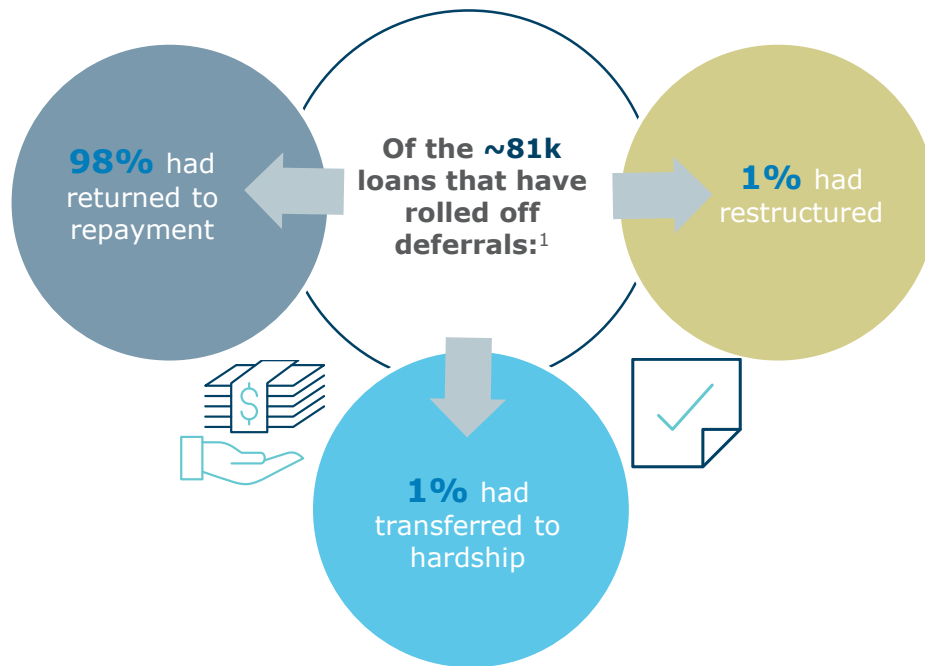 Of the ~81k
loans that have
rolled off
deferrals:1
98% had
returned to
repayment
1% had
restructured
$
1% had
transferred to
hardship